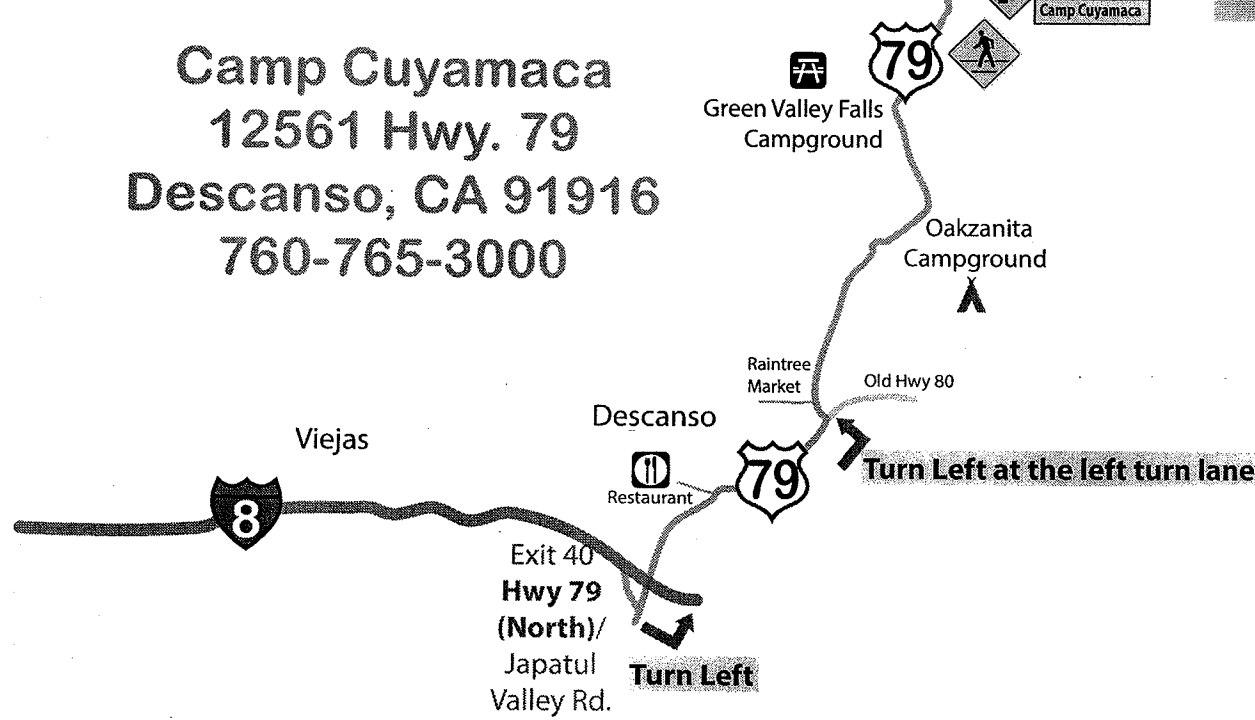 Camp Cuyamaca
79
Camp Cuyamaca
12561 Hwy. 79
Descanso, CA 91916
760-765-3000
Green Valley Falls
Campground
Oakzanita
Campground
Raintree
Market
Old Hwy 80
Descanso
Viejas
79
Turn Left at the left turn lane
Restaurant
8
Exit 40
Hwy 79
(North)/
Japatul
Valley Rd.
Turn Left